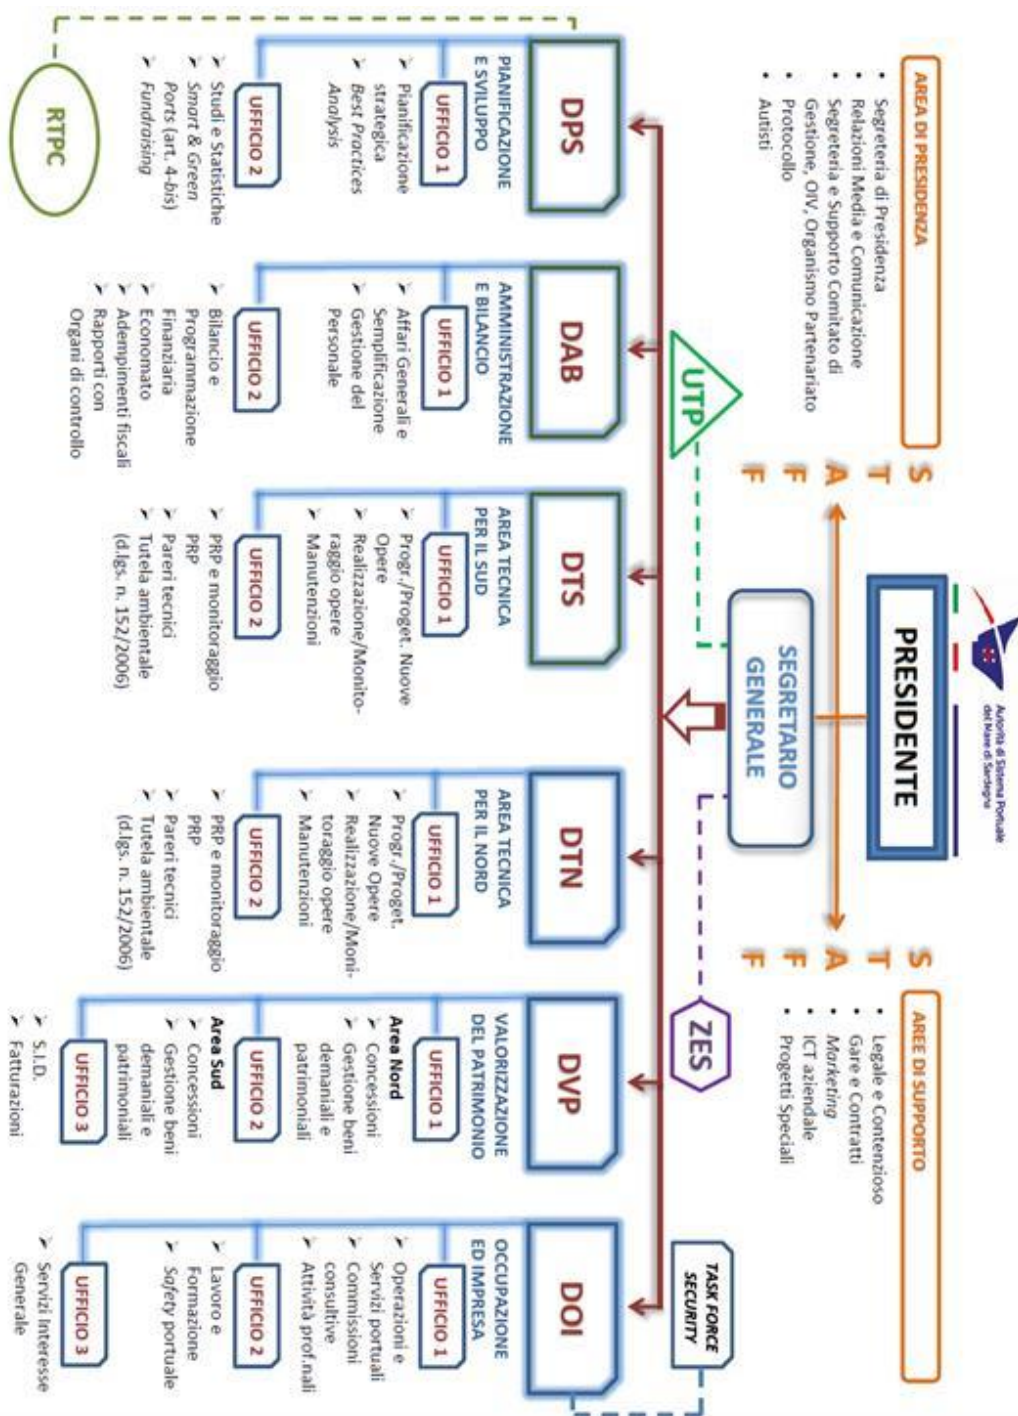 Autorità di Sistema Portuale
del Mare di Sardegna
PRESIDENTE
SEGRETARIO
GENERALE
AREA DI PRESIDENZA
• Segreteria di Presidenza
• Relazioni Media e Comunicazione
• Segreteria e Supporto Comitato di
Gestione, OIV, Organismo Partenariato
• Protocollo
• Autisti
STAFF
STAFF
AREE DI SUPPORTO
• Legale e Contenzioso
• Gare e Contratti
• Marketing
• ICT aziendale
• Progetti Speciali
UTP
ZES
TASK FORCE
SECURITY
DPS
PIANIFICAZIONE
E SVILUPPO
UFFICIO 1
➤ Pianificazione
strategica
➤ Best Practices
Analysis
UFFICIO 2
➤ Studi e Statistiche
➤ Smart & Green
Ports (art. 4-bis)
➤ Fundraising
RTPC
DAB
AMMINISTRAZIONE
E BILANCIO
UFFICIO 1
➤ Affari Generali e
Semplificazione
➤ Gestione del
Personale
UFFICIO 2
➤ Bilancio e
Programmazione
Finanziaria
➤ Economato
➤ Adempimenti fiscali
➤ Rapporti con
Organi di controllo
DTS
AREA TECNICA
PER IL SUD
UFFICIO 1
➤ Progr./Proget. Nuove
Opere
➤ Realizzazione/Monito-
raggio opere
➤ Manutenzioni
UFFICIO 2
➤ PRP e monitoraggio
PRP
➤ Pareri tecnici
➤ Tutela ambientale
(d.lgs. n. 152/2006)
DTN
AREA TECNICA
PER IL NORD
UFFICIO 1
➤ Progr./Proget.
Nuove Opere
➤ Realizzazione/Moni-
toraggio opere
➤ Manutenzioni
UFFICIO 2
➤ PRP e monitoraggio
PRP
➤ Pareri tecnici
➤ Tutela ambientale
(d.lgs. n. 152/2006)
DVP
VALORIZZAZIONE
DEL PATRIMONIO
UFFICIO 1
Area Nord
➤ Concessioni
➤ Gestione beni
demaniali e
patrimoniali
UFFICIO 2
Area Sud
➤ Concessioni
➤ Gestione beni
demaniali e
patrimoniali
UFFICIO 3
➤ S.I.D.
➤ Fatturazioni
DOI
OCCUPAZIONE
ED IMPRESA
UFFICIO 1
➤ Operazioni e
Servizi portuali
➤ Commissioni
consultive
➤ Attività prof.nali
UFFICIO 2
➤ Lavoro e
Formazione
➤ Safety portuale
UFFICIO 3
➤ Servizi Interesse
Generale